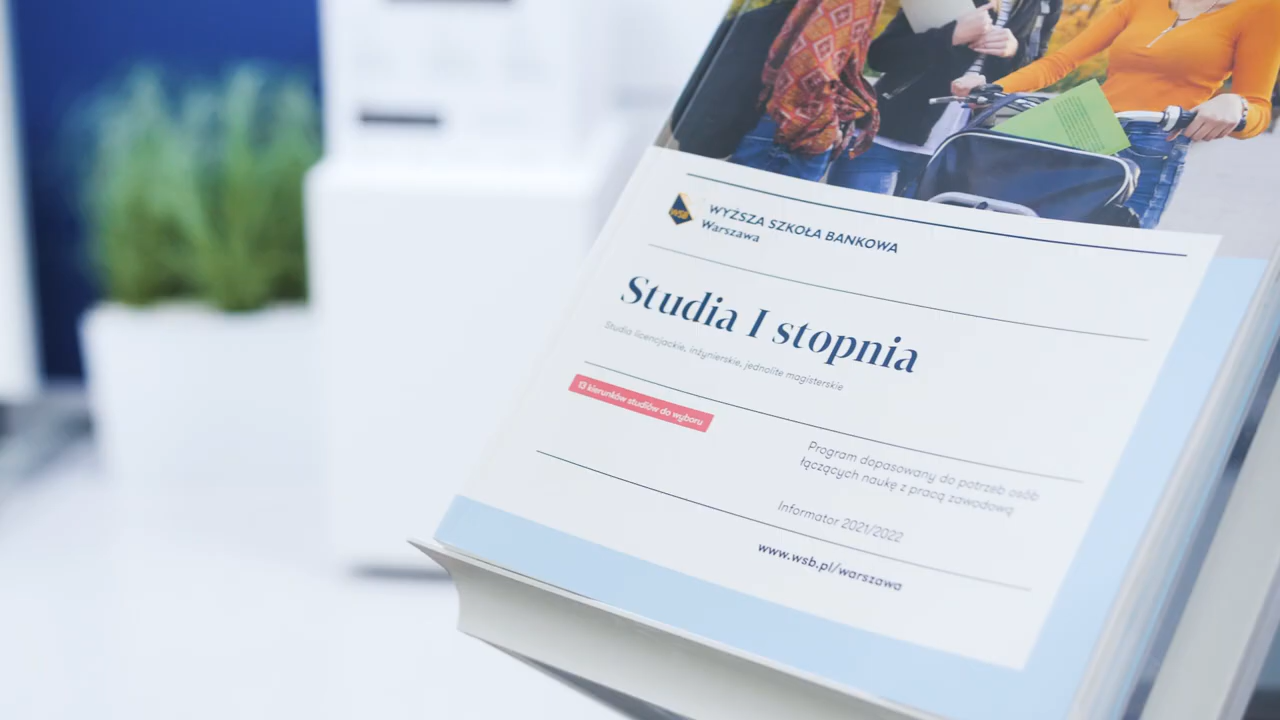 WSB
WYŻSZA SZKOŁA BANKOWA
Warszawa
Studia I stopnia
Studia licencjackie, inżynierskie, jednolite magisterskie
13 kierunków studiów do wyboru
Program dopasowany do potrzeb osób
łączących naukę z pracą zawodową
Informator 2021/2022
www.wsb.pl/warszawa